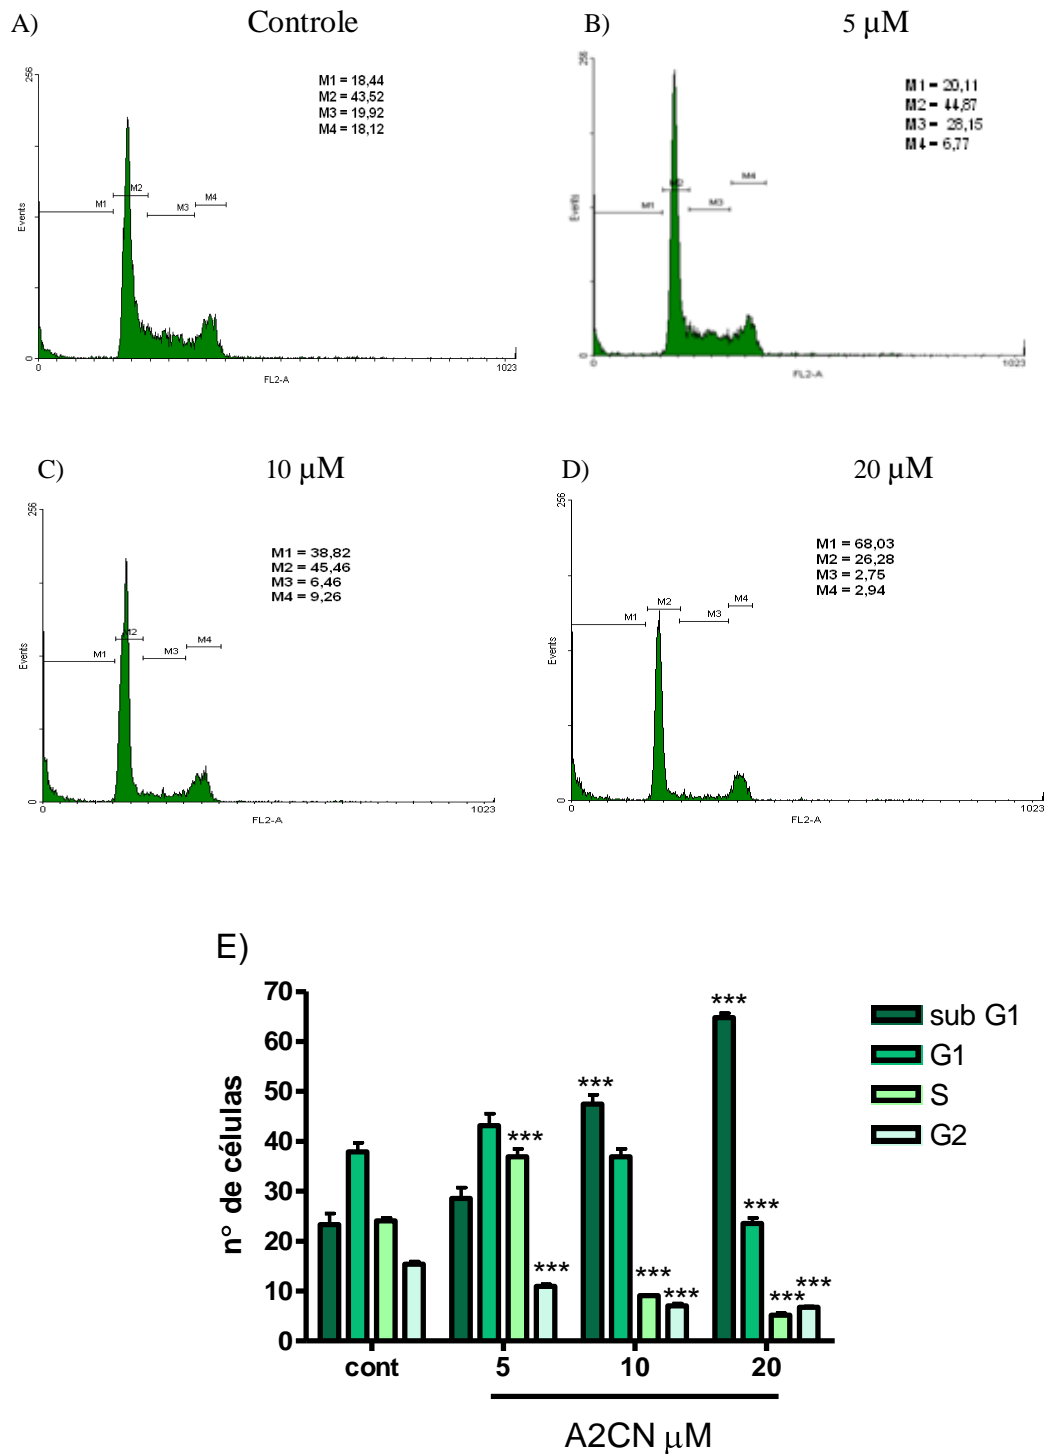 A) Controle
256
M1 = 18,44
M2 = 43,52
M3 = 19,92
M4 = 18,12
M2
M4
M1
M3
Events
0
0
1023
FL2-A
B) 5 µM
256
M1 = 20,11
M2 = 44,87
M3 = 28,15
M4 = 6,77
M4
M2
M1
M3
Events
0
0
1023
FL2-A
C) 10 µM
256
M1 = 38,82
M2 = 45,46
M3 = 6,46
M4 = 9,26
M2
M4
M1
M3
Events
0
0
1023
FL2-A
D) 20 µM
256
M1 = 68,03
M2 = 26,28
M3 = 2,75
M4 = 2,94
M2
M4
M1
M3
Events
0
0
1023
FL2-A
E)
n° de células
70
60
50
40
30
20
10
0
***
***
***
***
***
***
***
***
***
sub G1
G1
S
G2
cont 5 10 20
A2CN µM